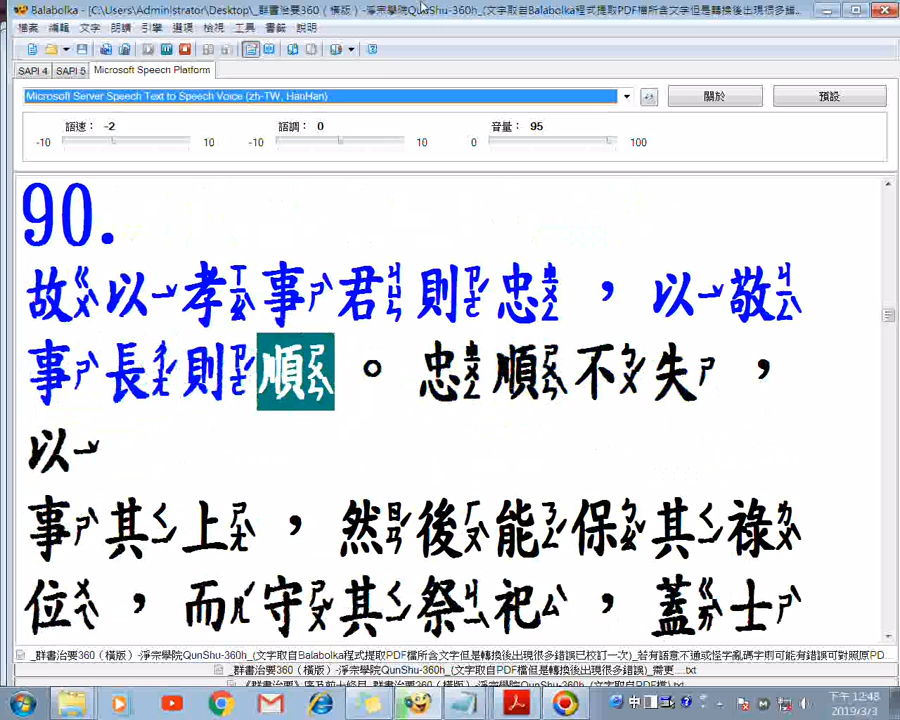 Balabolka - [C:\Users\Administrator\Desktop\_群書治要360（橫版）-淨宗學院QunShu-360h_(文字取自Balabolka程式提取PDF檔所含文字但是轉換後出現很多錯...
檔案 編輯 文字 朗讀 引擎 選項 檢視 工具 書籤 說明
SAPI 4 SAPI 5 Microsoft Speech Platform
Microsoft Server Speech Text to Speech Voice (zh-TW, HanHan) 關於 預設
語速： -2 語調： 0 音量： 95
-10 10 -10 10 0 100
90.
故以孝事君則忠，以敬
事長則順。忠順不失，
以
事其上，然後能保其祿
位，而守其祭祀，蓋士
_群書治要360（橫版）-淨宗學院QunShu-360h_(文字取自Balabolka程式提取PDF檔所含文字但是轉換後出現很多錯誤已校訂一次)_若有語意不通或怪字亂碼字則可能有錯誤可對照原PD
_群書治要360（橫版）-淨宗學院QunShu-360h_(文字取自PDF檔但是轉換後出現很多錯誤)_需更....txt
下午 12:48
2019/3/3